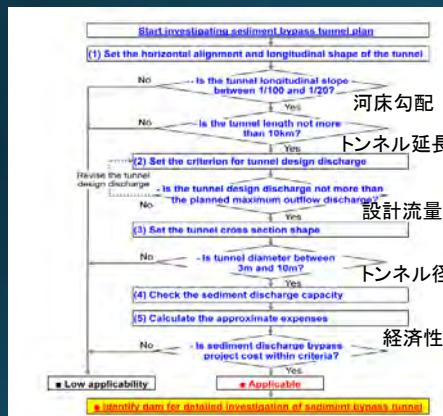 Start investigating sediment bypass tunnel plan
(1) Set the horizontal alignment and longitudinal shape of the tunnel
No
- Is the tunnel longitudinal slope
between 1/100 and 1/20?
Yes
河床勾配
No
- Is the tunnel length not more
than 10km?
Yes
トンネル延長
(2) Set the criterion for tunnel design discharge
Revise the tunnel
design discharge
- Is the tunnel design discharge not more than
the planned maximum outflow discharge?
No
Yes
設計流量
(3) Set the tunnel cross section shape
No
- Is tunnel diameter between
3m and 10m?
Yes
トンネル径
(4) Check the sediment discharge capacity
(5) Calculate the approximate expenses
経済性
No
- Is sediment discharge bypass
project cost within criteria?
Yes
■ Low applicability
● Applicable
● Identify dam for detailed investigation of sediment bypass tunnel